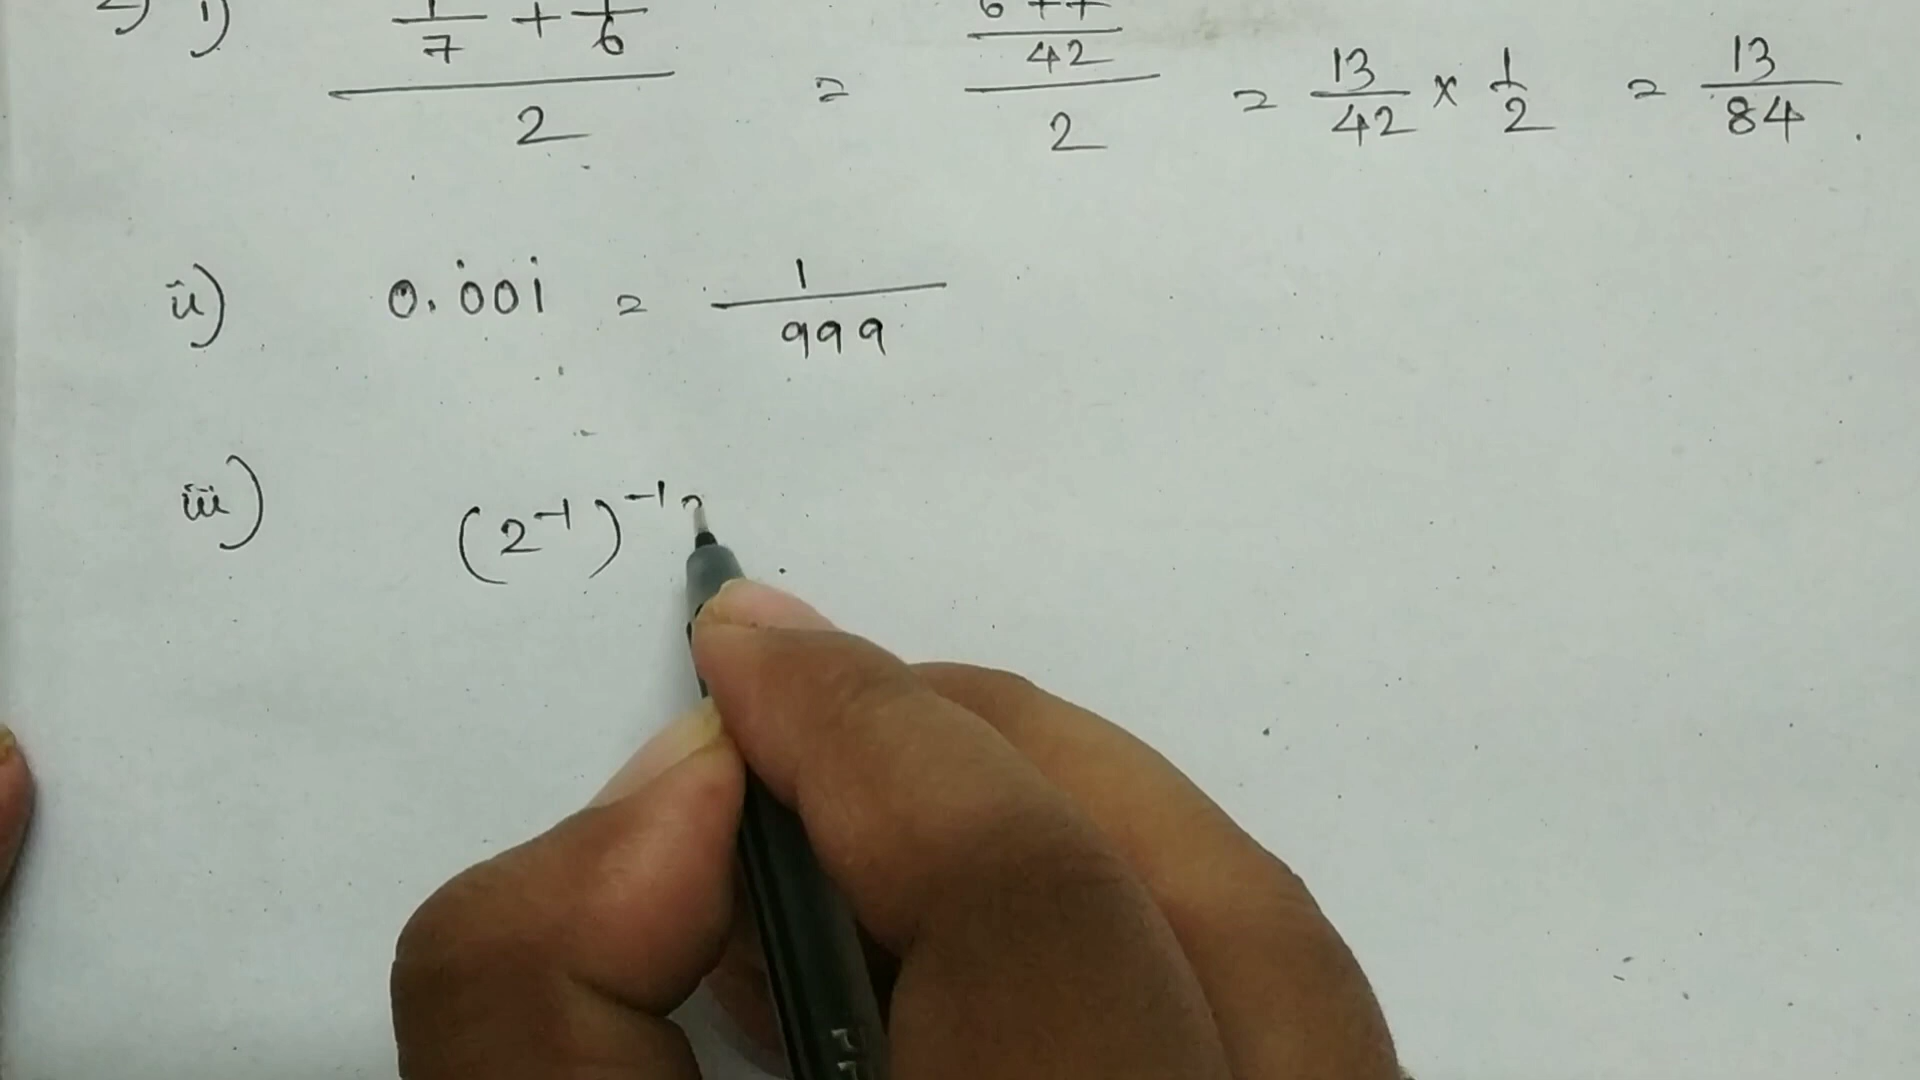 i) 1/7 + 1/6 / 2 = 6+7/42 / 2 = 13/42 x 1/2 = 13/84 .
ii) 0.0̇01̇ = 1/999
iii) (2⁻¹)⁻¹